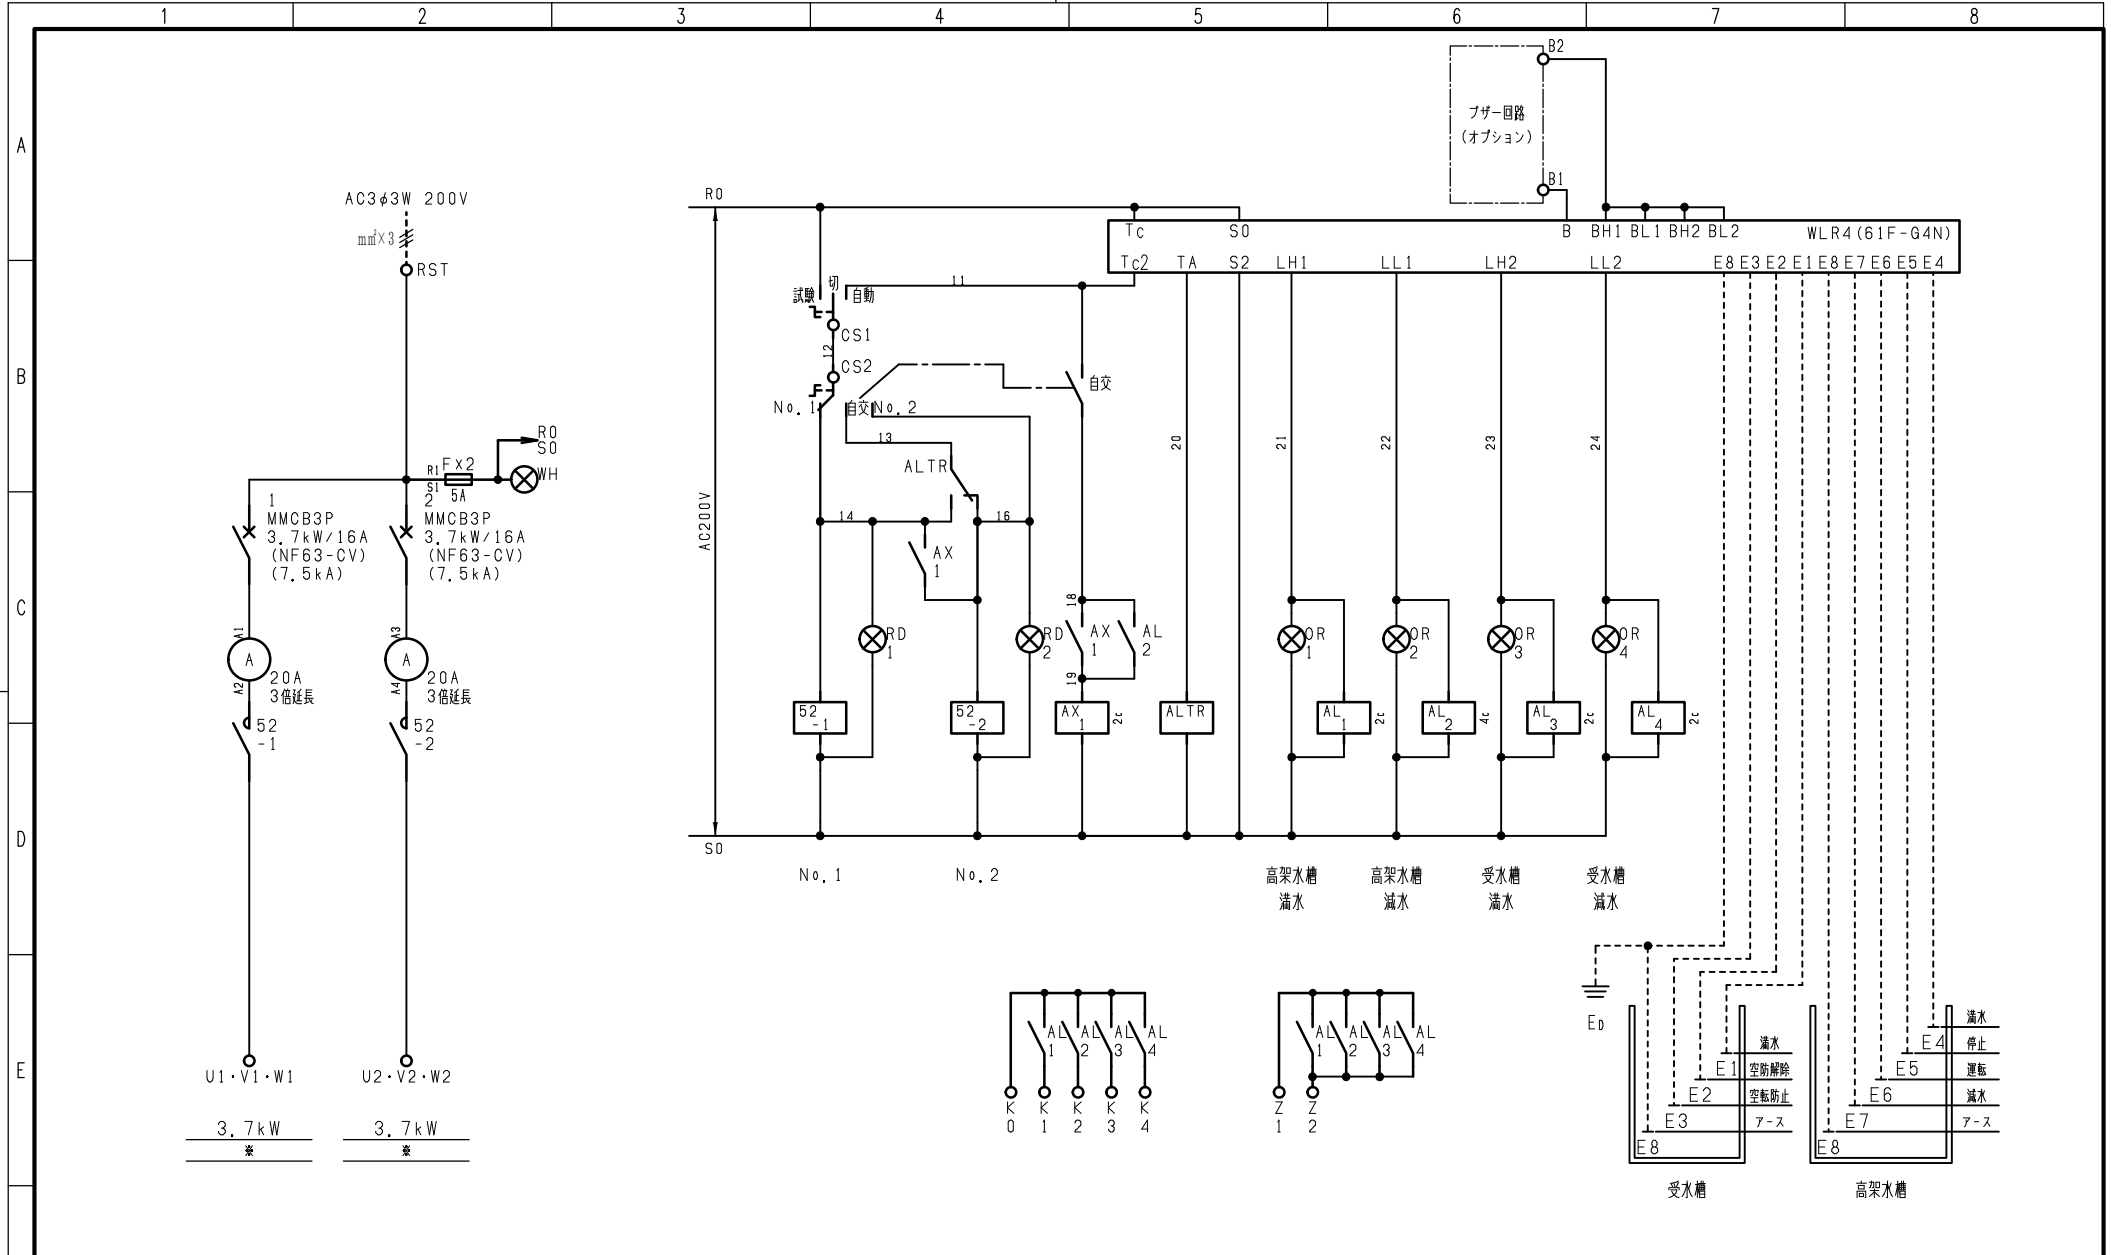 1 2 3 4 5 6 7 8
A
B
C
D
E
AC3φ3W 200V
mm²×3
RST
R0
S0
R1 F×2
S1 5A
WH
1
MMCB3P
3.7kW/16A
(NF63-CV)
(7.5kA)
2
MMCB3P
3.7kW/16A
(NF63-CV)
(7.5kA)
A1
A
A2
20A
3倍延長
A3
A
A4
20A
3倍延長
52
-1
52
-2
U1・V1・W1
U2・V2・W2
3.7kW
※
3.7kW
※
R0
AC200V
S0
試験 切 自動
CS1
12
CS2
No.1 自交 No.2
11
自交
13
ALTR
14
16
AX
1
RD
1
RD
2
18
AX
1
AL
2
19
52
-1
52
-2
AX
1
2c
ALTR
20
21
22
23
24
OR
1
OR
2
OR
3
OR
4
AL
1
2c
AL
2
4c
AL
3
2c
AL
4
2c
ブザー回路
(オプション)
B2
B1
Tc S0 B BH1 BL1 BH2 BL2 WLR4(61F-G4N)
Tc2 TA S2 LH1 LL1 LH2 LL2 E8 E3 E2 E1 E8 E7 E6 E5 E4
No.1
No.2
高架水槽
満水
高架水槽
減水
受水槽
満水
受水槽
減水
AL
1
AL
2
AL
3
AL
4
K
0
K
1
K
2
K
3
K
4
AL
1
AL
2
AL
3
AL
4
Z
1
Z
2
ED
満水
E1 空防解除
E2 空転防止
E3 アース
E8
受水槽
満水
E4 停止
E5 運転
E6 減水
E7 アース
E8
高架水槽